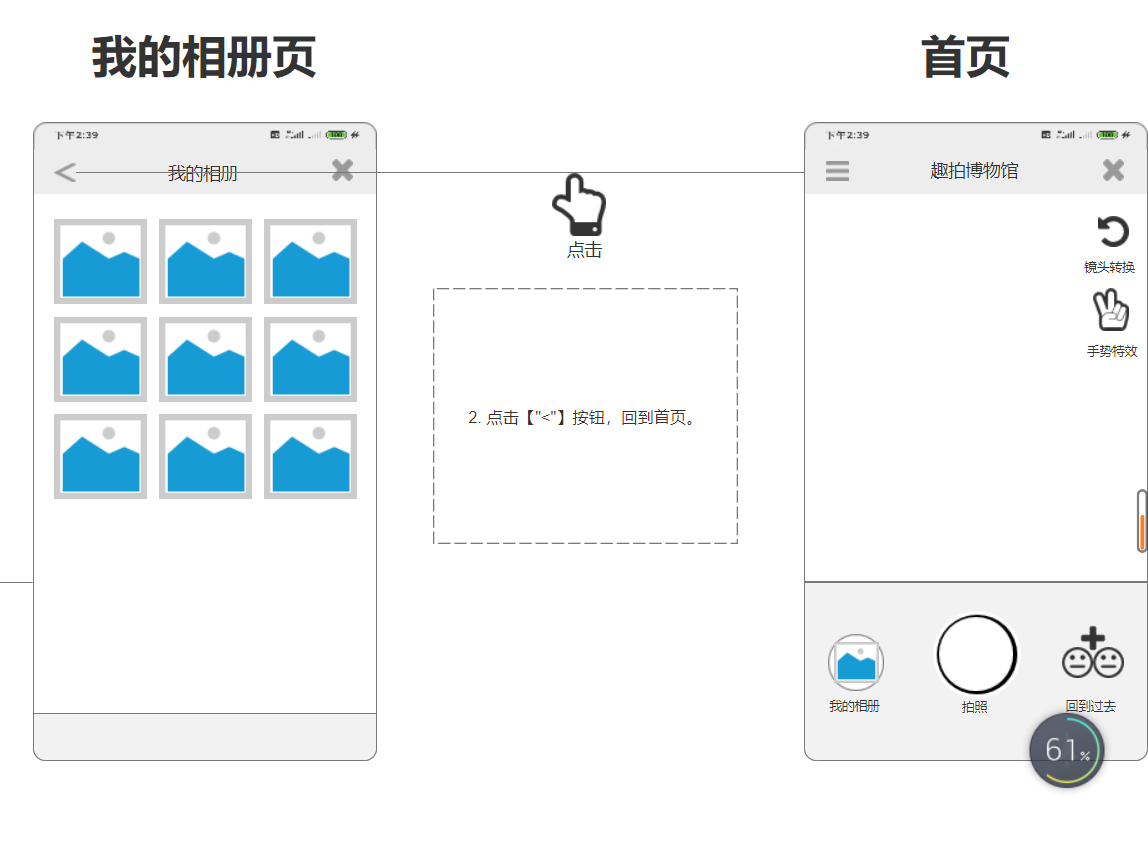 我的相册页
首页
下午2:39
100
我的相册
点击
2. 点击【"<"】按钮，回到首页。
下午2:39
100
趣拍博物馆
镜头转换
手势特效
我的相册
拍照
回到过去
61%